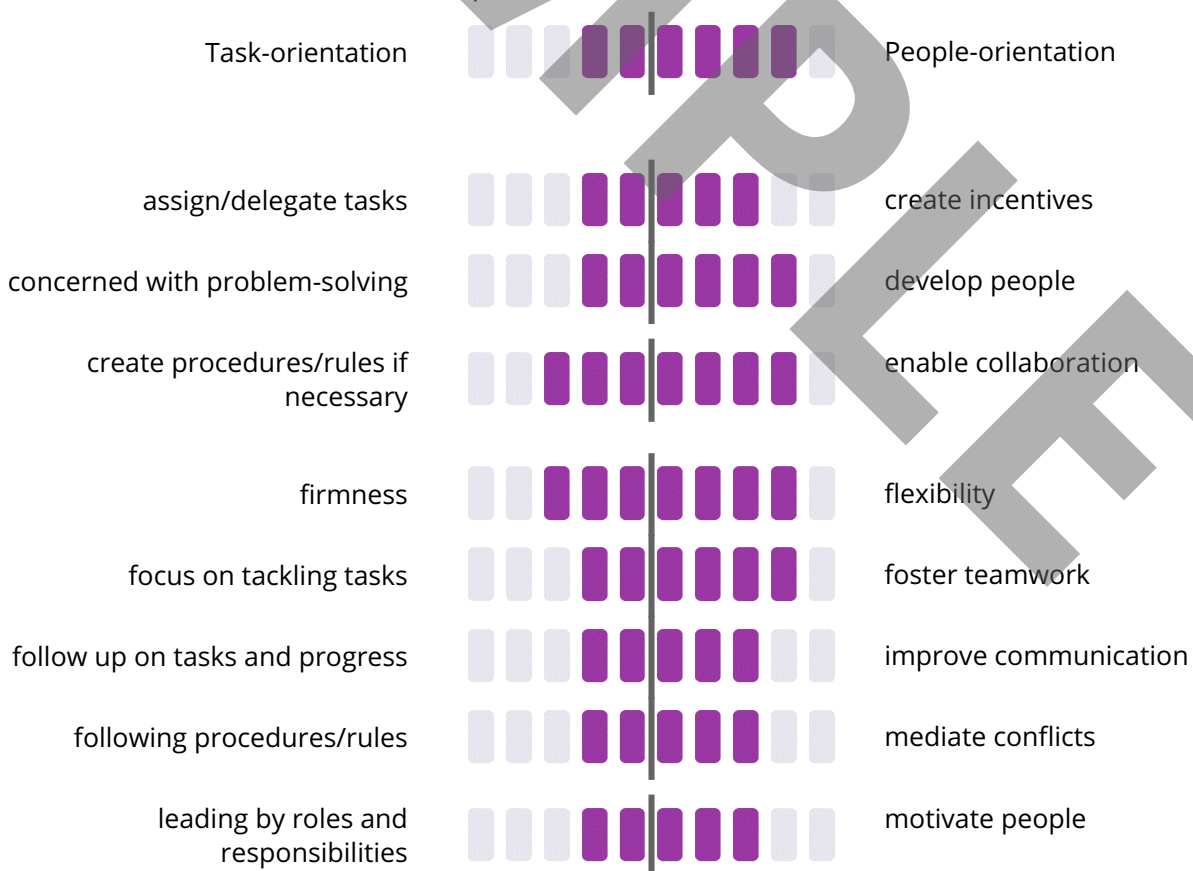 Task-orientation People-orientation
assign/delegate tasks create incentives
concerned with problem-solving develop people
create procedures/rules if enable collaboration
necessary
firmness flexibility
focus on tackling tasks foster teamwork
follow up on tasks and progress improve communication
following procedures/rules mediate conflicts
leading by roles and motivate people
responsibilities
PLE